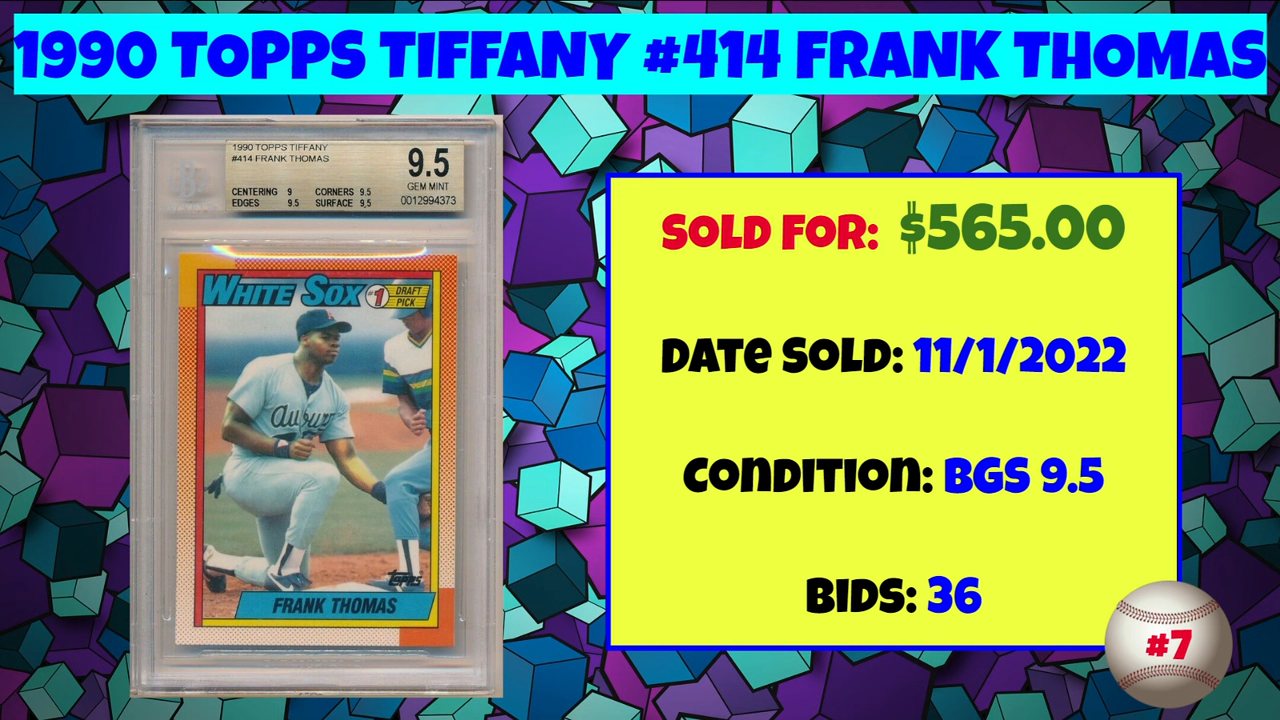 1990 TOPPS TIFFANY #414 FRANK THOMAS
1990 TOPPS TIFFANY
#414 FRANK THOMAS
9.5
GEM MINT
CENTERING 9 CORNERS 9.5
EDGES 9.5 SURFACE 9.5
0012994373
WHITE SOX
#1 DRAFT PICK
Auburn
TOPPS
FRANK THOMAS
SOLD FOR: $565.00
DATE SOLD: 11/1/2022
CONDITION: BGS 9.5
BIDS: 36
#7